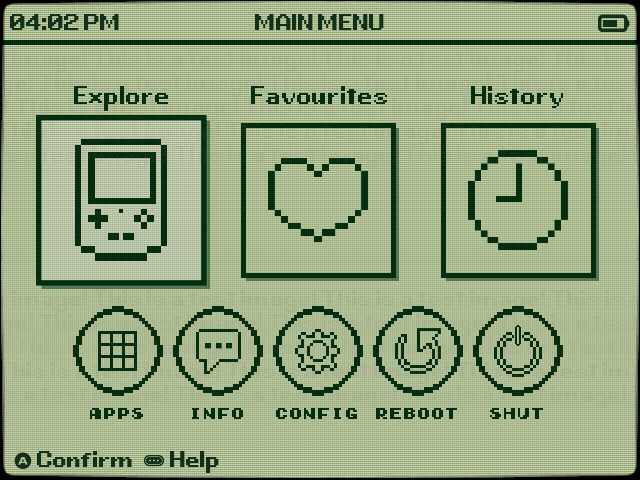 04:02 PM MAIN MENU
Explore Favourites History
APPS INFO CONFIG REBOOT SHUT
A Confirm Help